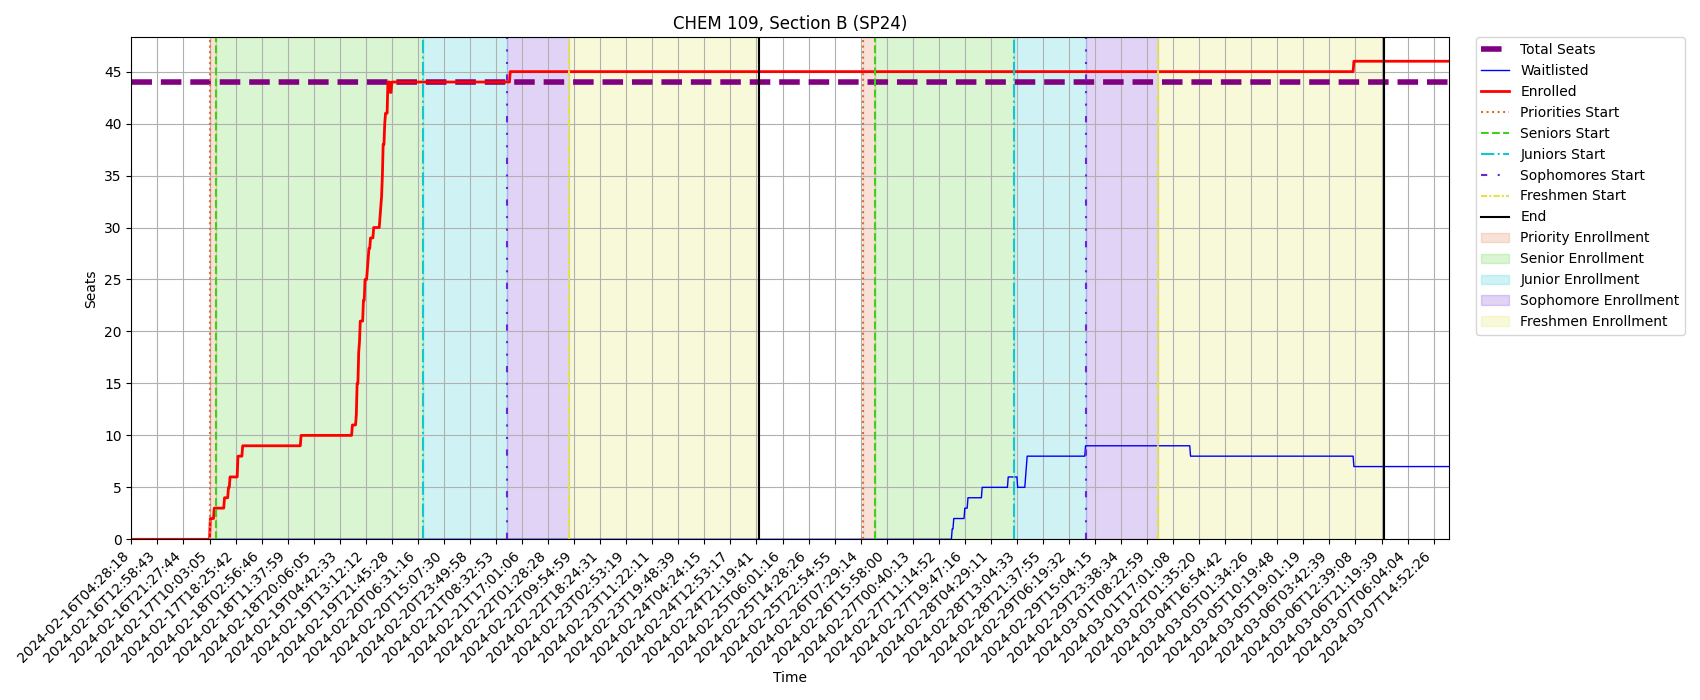 CHEM 109, Section B (SP24)
Total Seats
Waitlisted
Enrolled
Priorities Start
Seniors Start
Juniors Start
Sophomores Start
Freshmen Start
End
Priority Enrollment
Senior Enrollment
Junior Enrollment
Sophomore Enrollment
Freshmen Enrollment
Seats
45
40
35
30
25
20
15
10
5
0
2024-02-16T04:28:18
2024-02-16T12:58:43
2024-02-16T21:27:44
2024-02-17T10:03:05
2024-02-17T18:25:42
2024-02-18T02:56:46
2024-02-18T11:37:59
2024-02-18T20:06:05
2024-02-19T04:42:33
2024-02-19T13:12:12
2024-02-19T21:45:28
2024-02-20T06:31:16
2024-02-20T15:07:30
2024-02-20T23:49:58
2024-02-21T08:32:53
2024-02-21T17:01:06
2024-02-22T01:28:28
2024-02-22T09:54:59
2024-02-22T18:24:31
2024-02-23T02:53:19
2024-02-23T11:22:11
2024-02-23T19:48:39
2024-02-24T04:24:15
2024-02-24T12:53:17
2024-02-24T21:19:41
2024-02-25T06:01:16
2024-02-25T14:28:26
2024-02-25T22:54:55
2024-02-26T07:29:14
2024-02-26T15:58:00
2024-02-27T00:40:13
2024-02-27T11:14:52
2024-02-27T19:47:16
2024-02-28T04:29:11
2024-02-28T13:04:33
2024-02-28T21:37:55
2024-02-29T06:19:32
2024-02-29T15:04:15
2024-02-29T23:38:34
2024-03-01T08:22:59
2024-03-01T17:01:08
2024-03-02T01:35:20
2024-03-04T16:54:42
2024-03-05T01:34:26
2024-03-05T10:19:48
2024-03-05T19:01:19
2024-03-06T03:42:39
2024-03-06T12:39:08
2024-03-06T21:19:39
2024-03-07T06:04:04
2024-03-07T14:52:26
Time